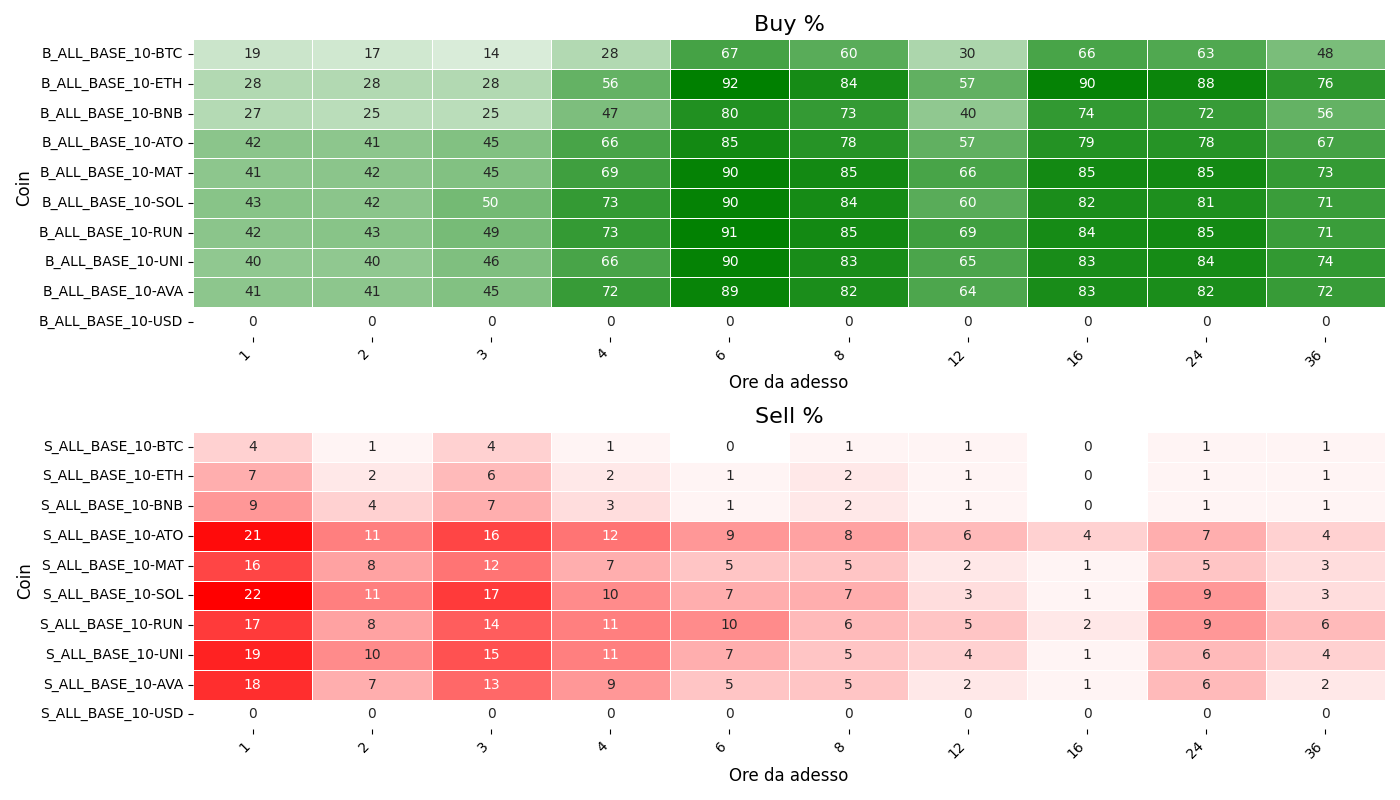 Buy %
Coin
B_ALL_BASE_10-BTC 19 17 14 28 67 60 30 66 63 48
B_ALL_BASE_10-ETH 28 28 28 56 92 84 57 90 88 76
B_ALL_BASE_10-BNB 27 25 25 47 80 73 40 74 72 56
B_ALL_BASE_10-ATO 42 41 45 66 85 78 57 79 78 67
B_ALL_BASE_10-MAT 41 42 45 69 90 85 66 85 85 73
B_ALL_BASE_10-SOL 43 42 50 73 90 84 60 82 81 71
B_ALL_BASE_10-RUN 42 43 49 73 91 85 69 84 85 71
B_ALL_BASE_10-UNI 40 40 46 66 90 83 65 83 84 74
B_ALL_BASE_10-AVA 41 41 45 72 89 82 64 83 82 72
B_ALL_BASE_10-USD 0 0 0 0 0 0 0 0 0 0
1 2 3 4 6 8 12 16 24 36
Ore da adesso
Sell %
Coin
S_ALL_BASE_10-BTC 4 1 4 1 0 1 1 0 1 1
S_ALL_BASE_10-ETH 7 2 6 2 1 2 1 0 1 1
S_ALL_BASE_10-BNB 9 4 7 3 1 2 1 0 1 1
S_ALL_BASE_10-ATO 21 11 16 12 9 8 6 4 7 4
S_ALL_BASE_10-MAT 16 8 12 7 5 5 2 1 5 3
S_ALL_BASE_10-SOL 22 11 17 10 7 7 3 1 9 3
S_ALL_BASE_10-RUN 17 8 14 11 10 6 5 2 9 6
S_ALL_BASE_10-UNI 19 10 15 11 7 5 4 1 6 4
S_ALL_BASE_10-AVA 18 7 13 9 5 5 2 1 6 2
S_ALL_BASE_10-USD 0 0 0 0 0 0 0 0 0 0
1 2 3 4 6 8 12 16 24 36
Ore da adesso